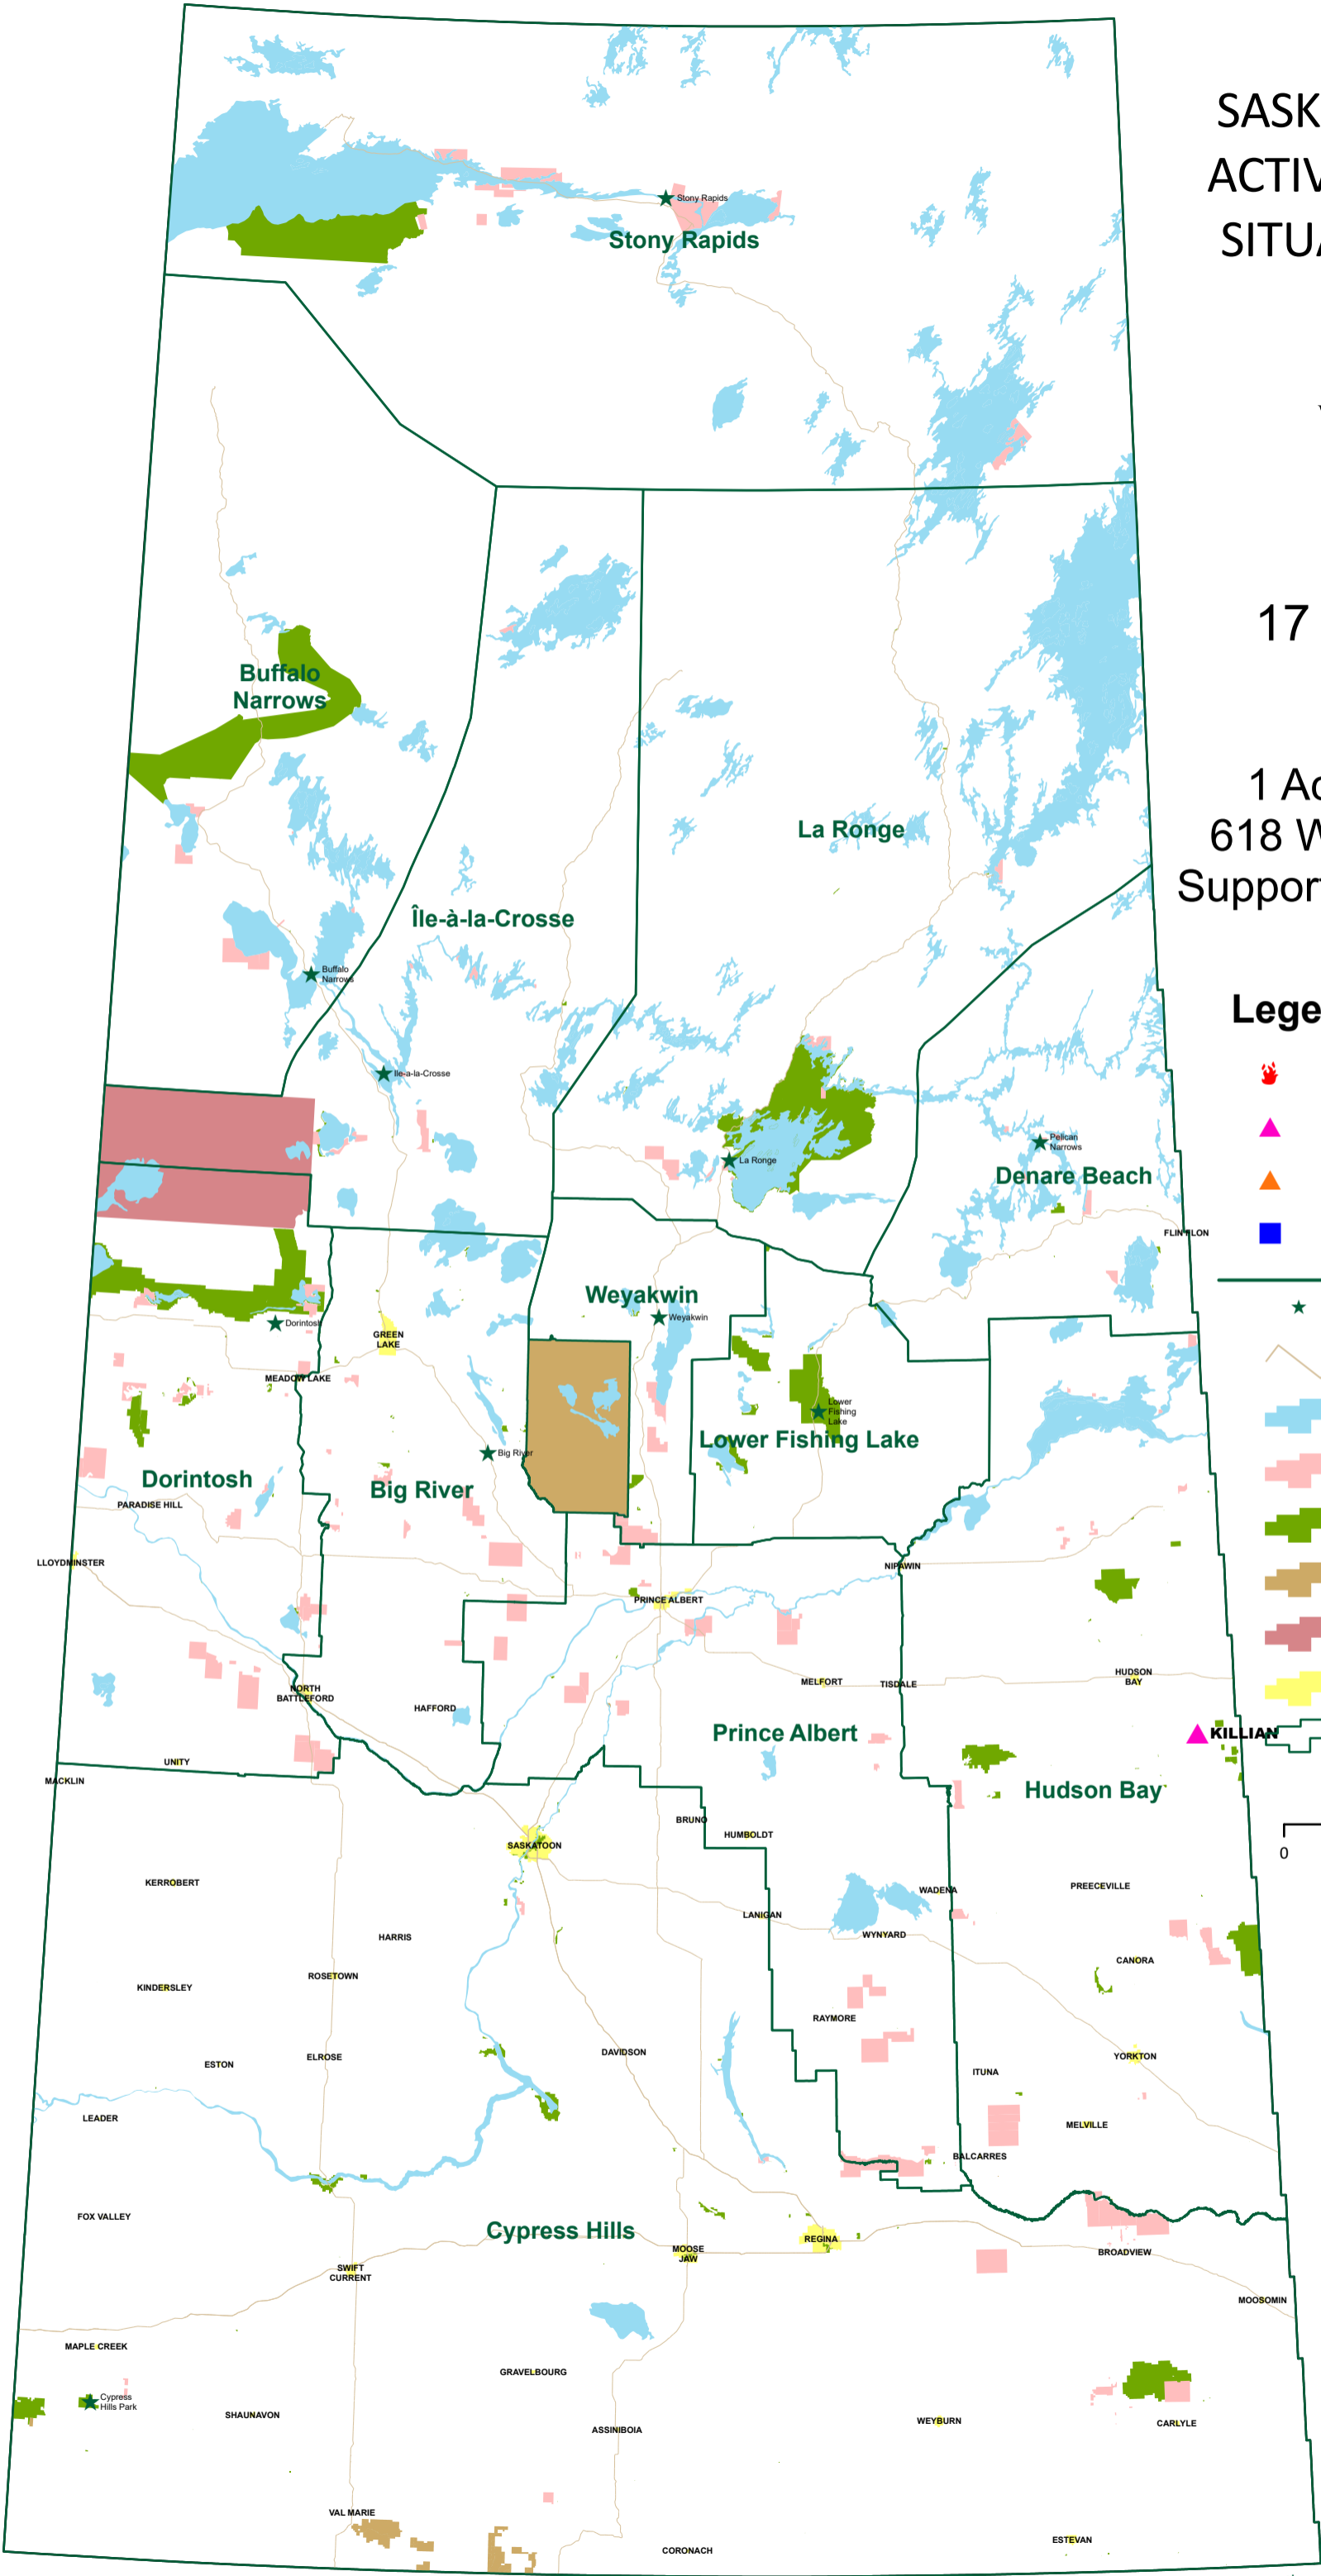 SASK
ACTIV
SITUA
17
1 Ac
618 W
Support
Lege
0
Stony Rapids
Stony Rapids
Buffalo
Narrows
La Ronge
Île-à-la-Crosse
Buffalo
Narrows
Ile-a-la-Crosse
La Ronge
Pelican
Narrows
Denare Beach
FLIN FLON
Weyakwin
Weyakwin
Dorintosh
GREEN
LAKE
MEADOW LAKE
Lower
Fishing
Lake
Lower Fishing Lake
Big River
Dorintosh
Big River
PARADISE HILL
LLOYDMINSTER
NIPAWIN
PRINCE ALBERT
HUDSON
BAY
MELFORT
TISDALE
NORTH
BATTLEFORD
HAFFORD
Prince Albert
KILLIAN
UNITY
MACKLIN
Hudson Bay
BRUNO
HUMBOLDT
SASKATOON
KERROBERT
WADENA
PREECEVILLE
LANIGAN
HARRIS
WYNYARD
CANORA
ROSETOWN
KINDERSLEY
RAYMORE
DAVIDSON
YORKTON
ELROSE
ESTON
ITUNA
LEADER
MELVILLE
BALCARRES
FOX VALLEY
Cypress Hills
REGINA
MOOSE
JAW
BROADVIEW
SWIFT
CURRENT
MOOSOMIN
MAPLE CREEK
GRAVELBOURG
Cypress
Hills Park
SHAUNAVON
ASSINIBOIA
WEYBURN
CARLYLE
VAL MARIE
ESTEVAN
CORONACH